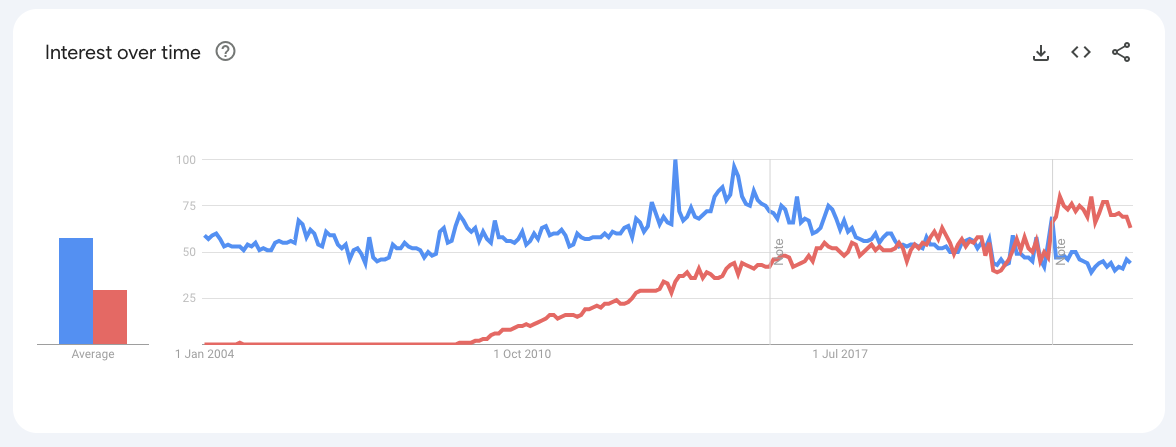 Interest over time
100
75
50
25
Note
Note
Average
1 Jan 2004
1 Oct 2010
1 Jul 2017